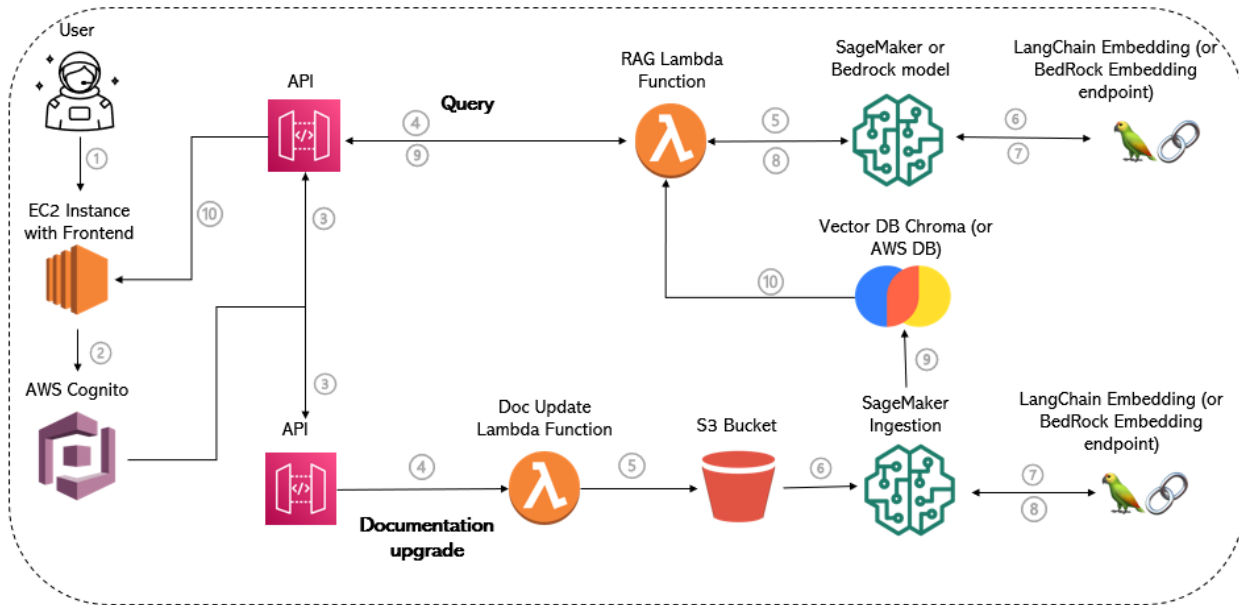 User
API
Query
RAG Lambda
Function
SageMaker or
Bedrock model
LangChain Embedding (or
BedRock Embedding
endpoint)
4
9
5
8
6
7
1
EC2 Instance
with Frontend
10
3
Vector DB Chroma (or
AWS DB)
10
2
AWS Cognito
9
3
API
Doc Update
Lambda Function
S3 Bucket
SageMaker
Ingestion
LangChain Embedding (or
BedRock Embedding
endpoint)
4
5
6
7
8
Documentation
upgrade